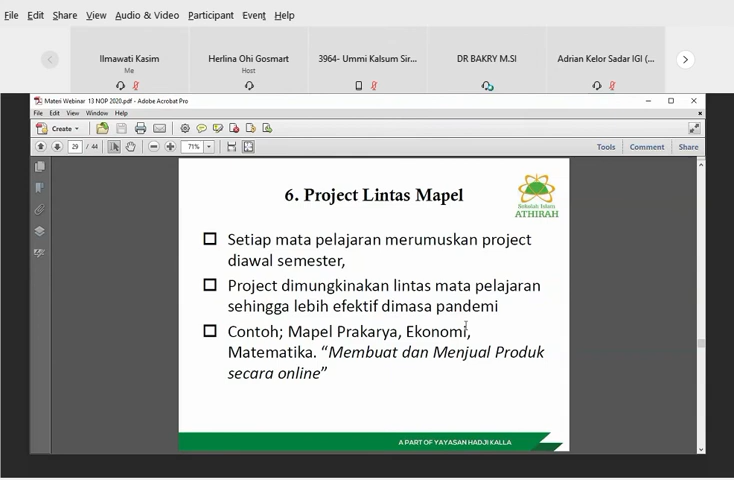 File Edit Share View Audio & Video Participant Event Help
Ilmawati Kasim
Me
Herlina Ohi Gosmart
Host
3964- Ummi Kalsum Sir...
DR BAKRY M.SI
Adrian Kelor Sadar IGI (...
Materi Webinar 13 NOP 2020.pdf - Adobe Acrobat Pro
File Edit View Window Help
Create
29 / 44
71%
Tools Comment Share
6. Project Lintas Mapel
Sekolah Islam
ATHIRAH
Setiap mata pelajaran merumuskan project
diawal semester,
Project dimungkinakan lintas mata pelajaran
sehingga lebih efektif dimasa pandemi
Contoh; Mapel Prakarya, Ekonomi,
Matematika. “Membuat dan Menjual Produk
secara online”
A PART OF YAYASAN HADJI KALLA